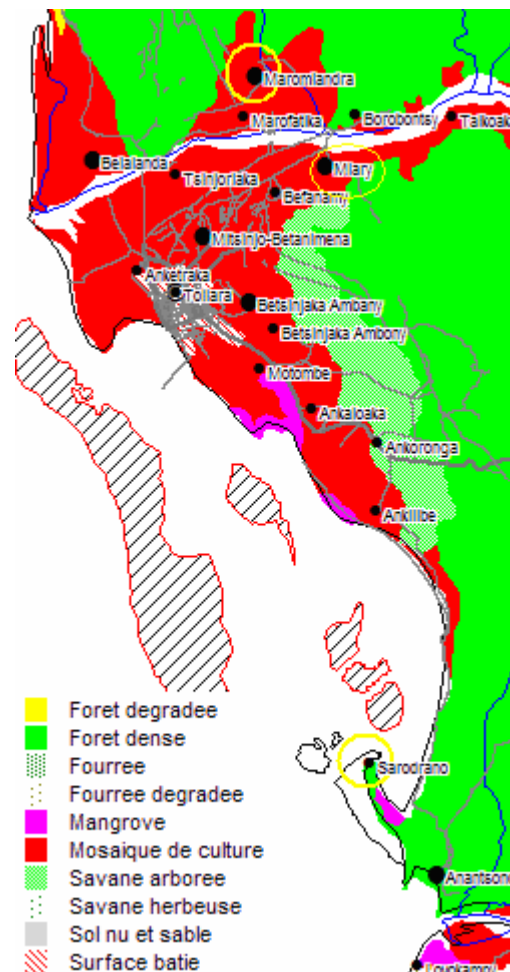 Maromiandra
Marofatika
Borobontsy
Belalanda
Tsinjoriaka
Miary
Befanamy
Mitsinjo-Betanimena
Anketraka
Toliara
Betsinjaka Ambany
Betsinjaka Ambony
Motombe
Ankaloaka
Ankoronga
Ankilibe
Sarodrano
Foret degradee
Foret dense
Fourree
Fourree degradee
Mangrove
Mosaique de culture
Savane arboree
Anantsono
Savane herbeuse
Sol nu et sable
Surface batie